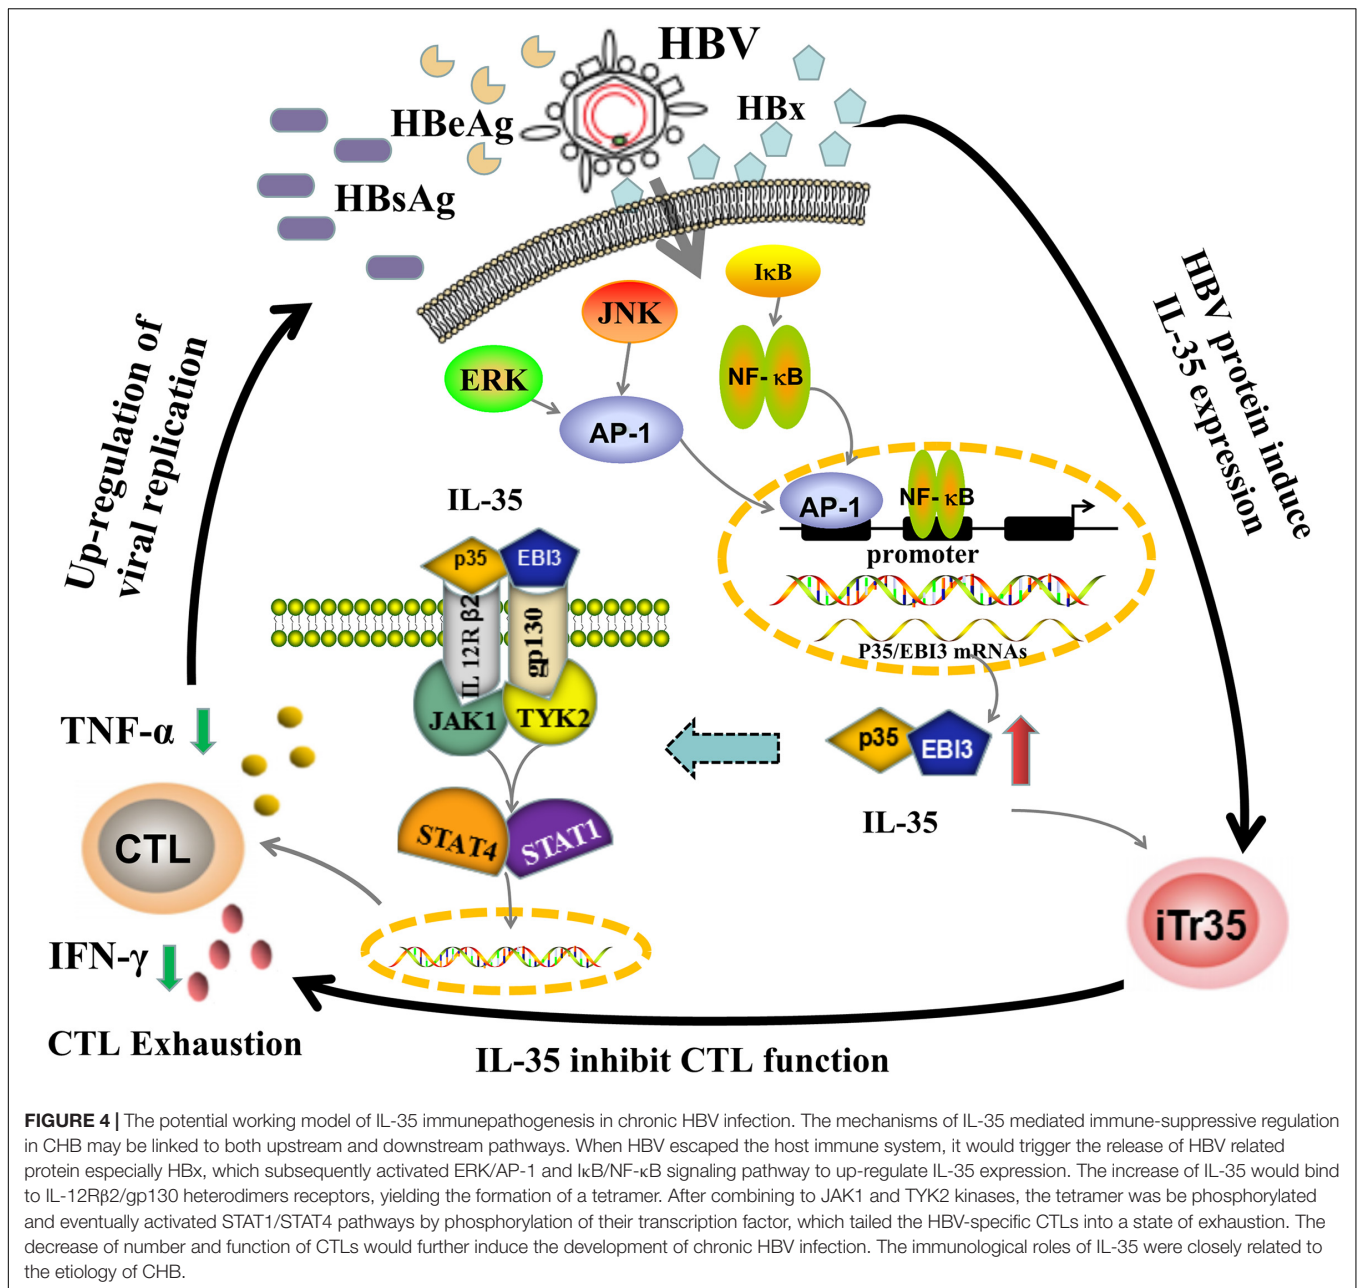 HBV
HBx
HBeAg
HBsAg
IκB
JNK
NF- κB
ERK
AP-1
HBV protein induce
IL-35 expression
Up-regulation of
viral replication
IL-35
AP-1
NF- κB
promoter
p35
EBI3
IL 12R β2
gp130
P35/EBI3 mRNAs
JAK1
TYK2
TNF-α
p35
EBI3
IL-35
CTL
STAT4
STAT1
iTr35
IFN-γ
CTL Exhaustion
IL-35 inhibit CTL function
FIGURE 4 | The potential working model of IL-35 immunepathogenesis in chronic HBV infection. The mechanisms of IL-35 mediated immune-suppressive regulation
in CHB may be linked to both upstream and downstream pathways. When HBV escaped the host immune system, it would trigger the release of HBV related
protein especially HBx, which subsequently activated ERK/AP-1 and IκB/NF-κB signaling pathway to up-regulate IL-35 expression. The increase of IL-35 would bind
to IL-12Rβ2/gp130 heterodimers receptors, yielding the formation of a tetramer. After combining to JAK1 and TYK2 kinases, the tetramer was be phosphorylated
and eventually activated STAT1/STAT4 pathways by phosphorylation of their transcription factor, which tailed the HBV-specific CTLs into a state of exhaustion. The
decrease of number and function of CTLs would further induce the development of chronic HBV infection. The immunological roles of IL-35 were closely related to
the etiology of CHB.